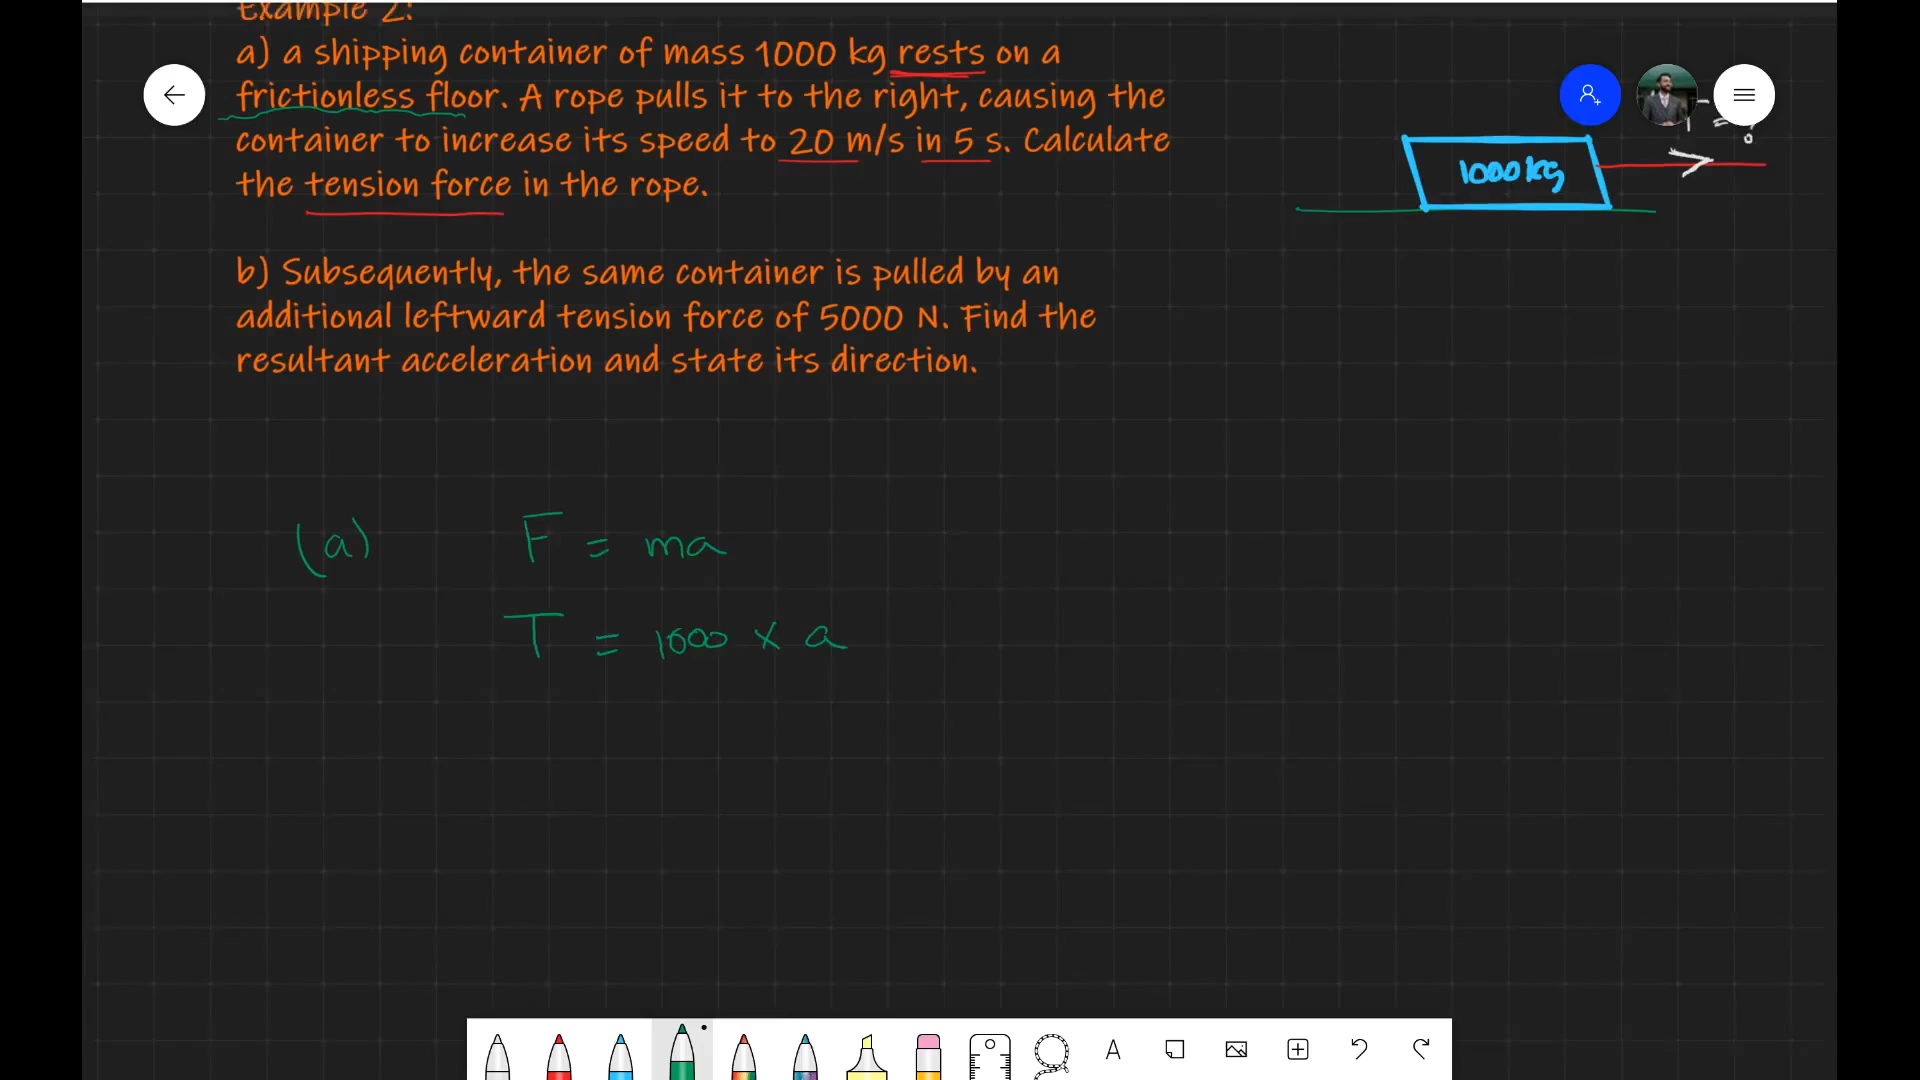 Example 2:
a) a shipping container of mass 1000 kg rests on a
frictionless floor. A rope pulls it to the right, causing the
container to increase its speed to 20 m/s in 5 s. Calculate
the tension force in the rope.
b) Subsequently, the same container is pulled by an
additional leftward tension force of 5000 N. Find the
resultant acceleration and state its direction.
1000kg
(a) F = ma
T = 1000 x a
A